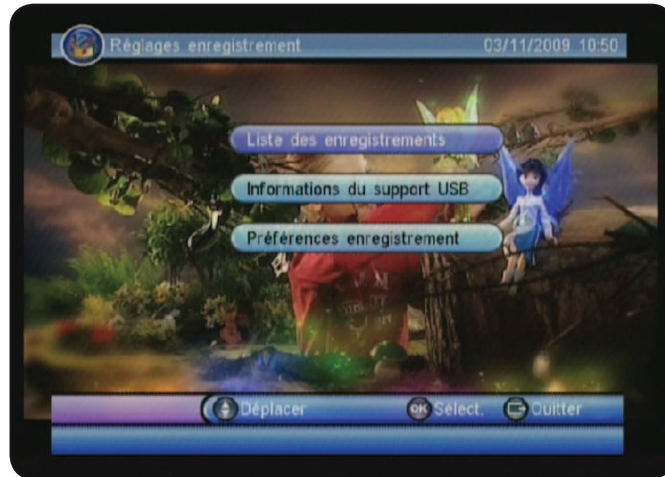 Réglages enregistrement 03/11/2009 10:50
Liste des enregistrements
Informations du support USB
Préférences enregistrement
Déplacer OK Sélect. Quitter